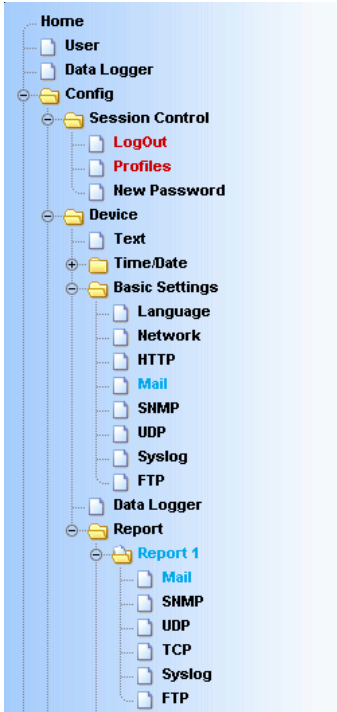 Home
User
Data Logger
Config
Session Control
LogOut
Profiles
New Password
Device
Text
Time/Date
Basic Settings
Language
Network
HTTP
Mail
SNMP
UDP
Syslog
FTP
Data Logger
Report
Report 1
Mail
SNMP
UDP
TCP
Syslog
FTP